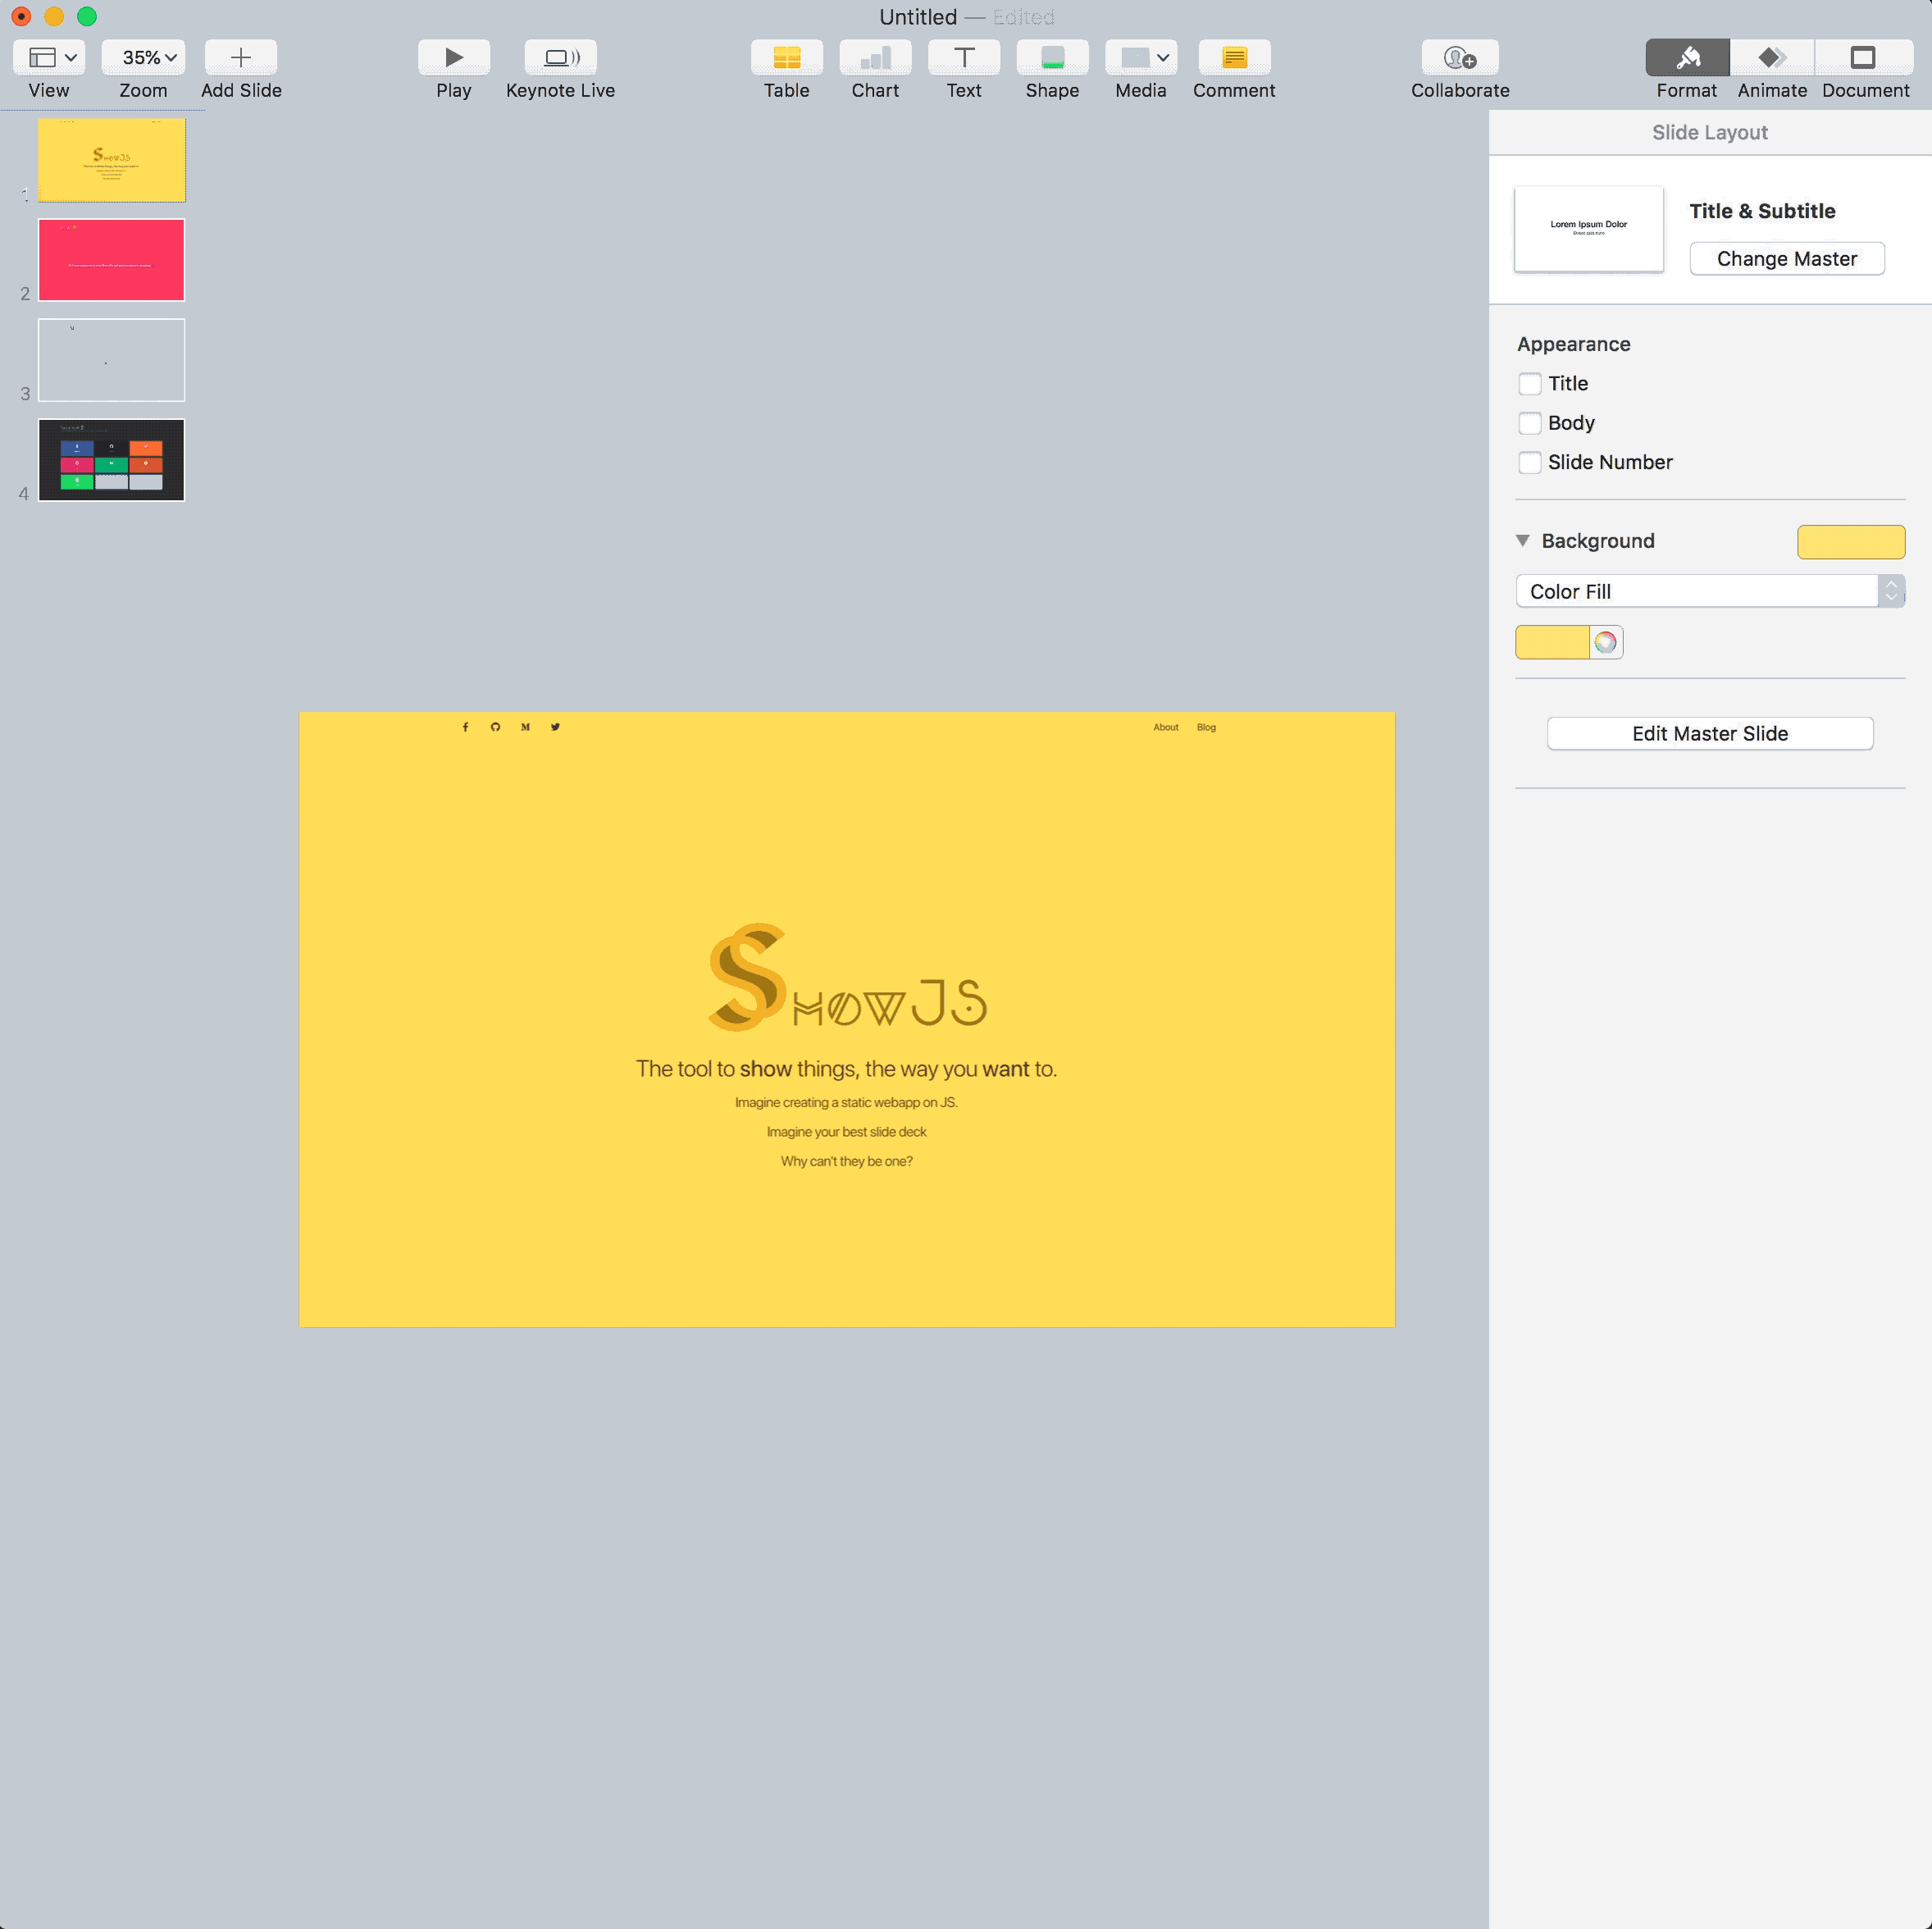 Untitled — Edited
35%
View Zoom Add Slide Play Keynote Live Table Chart Text Shape Media Comment Collaborate Format Animate Document
Slide Layout
1
2
3
4
Lorem Ipsum Dolor
Title & Subtitle
Change Master
Appearance
Title
Body
Slide Number
Background
Color Fill
Edit Master Slide
About Blog
ShowJS
The tool to show things, the way you want to.
Imagine creating a static webapp on JS.
Imagine your best slide deck
Why can't they be one?